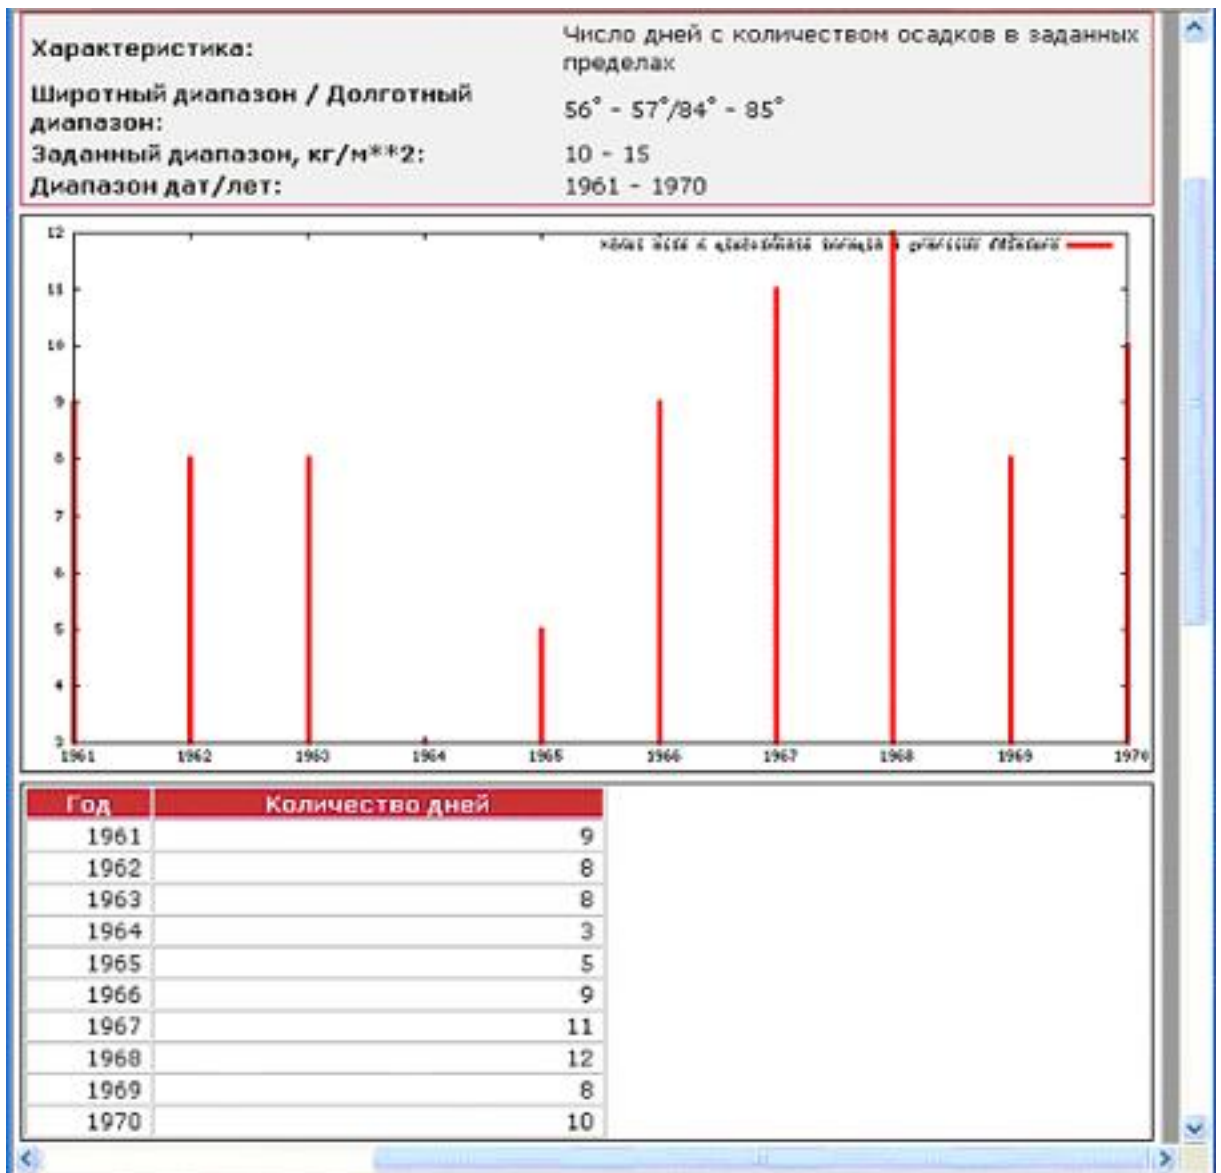 Характеристика:
Число дней с количеством осадков в заданных
пределах
Широтный диапазон / Долготный
диапазон:
56° - 57°/84° - 85°
Заданный диапазон, кг/м**2:
10 - 15
Диапазон дат/лет:
1961 - 1970
12
11
10
9
8
7
6
5
4
3
1961 1962 1963 1964 1965 1966 1967 1968 1969 1970
Год Количество дней
1961 9
1962 8
1963 8
1964 3
1965 5
1966 9
1967 11
1968 12
1969 8
1970 10